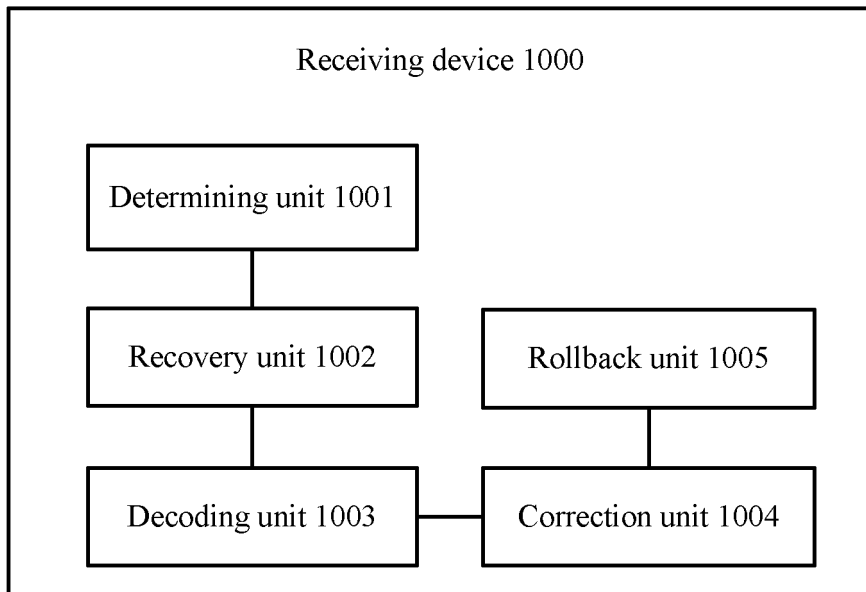 Receiving device 1000
Determining unit 1001
Recovery unit 1002
Rollback unit 1005
Decoding unit 1003
Correction unit 1004